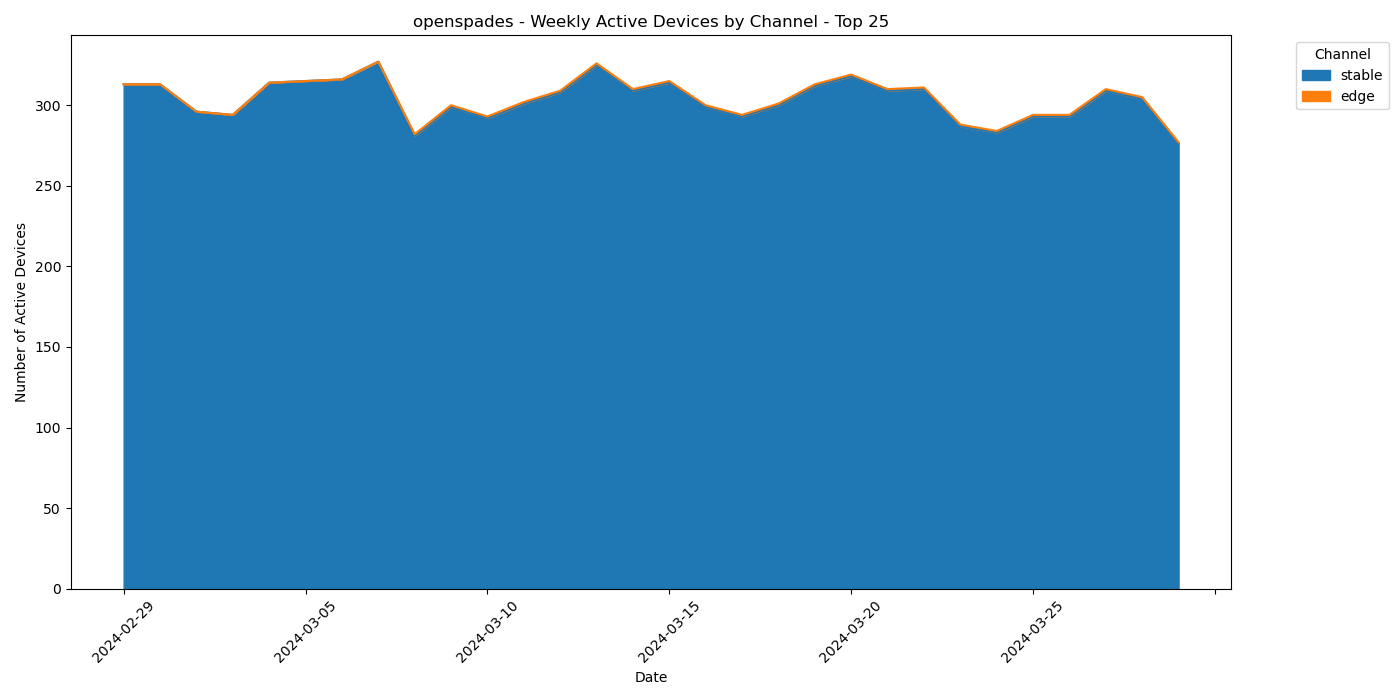 openspades - Weekly Active Devices by Channel - Top 25
Channel
stable
edge
Number of Active Devices
300
250
200
150
100
50
0
2024-02-29
2024-03-05
2024-03-10
2024-03-15
2024-03-20
2024-03-25
Date